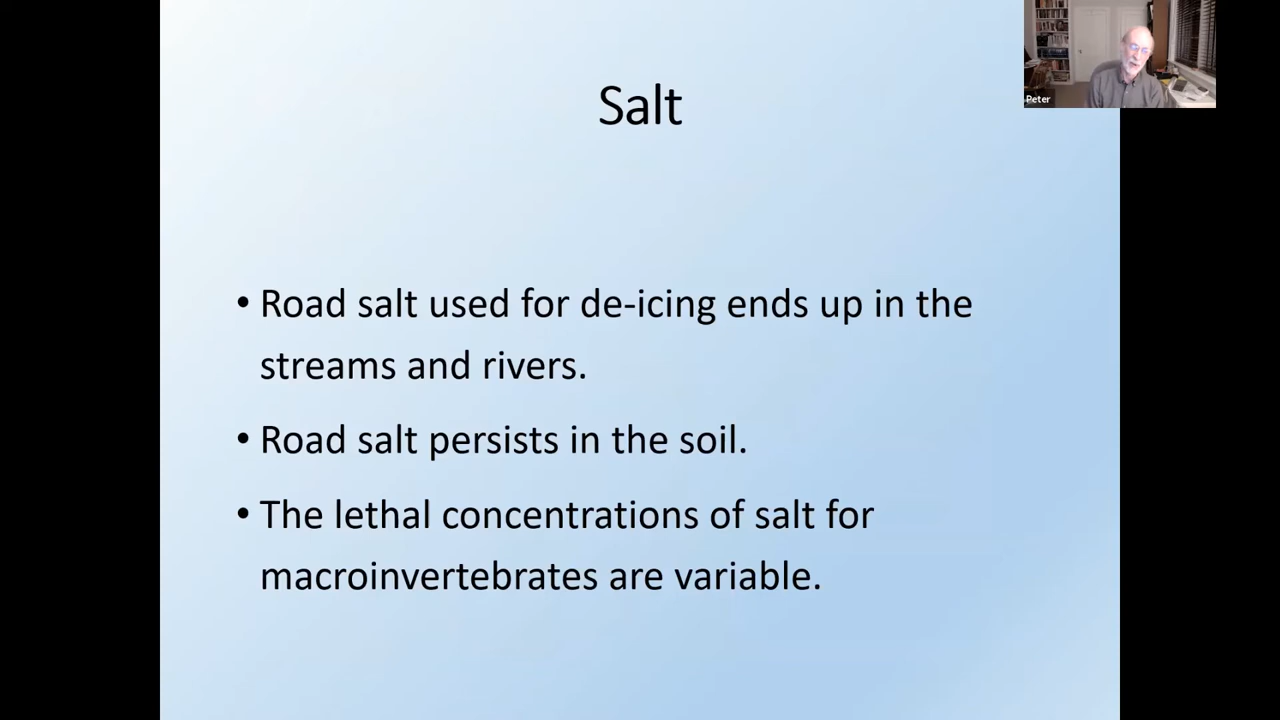 Salt
Peter
• Road salt used for de-icing ends up in the
streams and rivers.
• Road salt persists in the soil.
• The lethal concentrations of salt for
macroinvertebrates are variable.